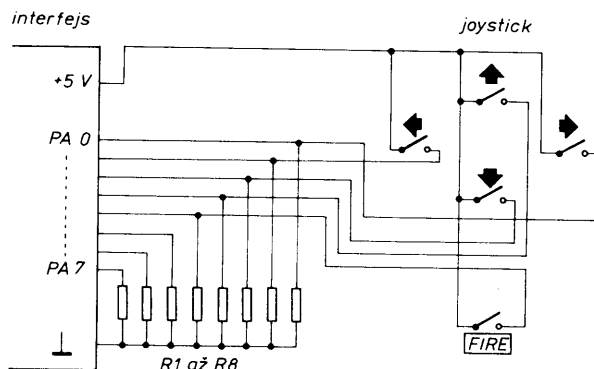 interfejs
joystick
+5 V
PA 0
PA 7
R1 až R8
FIRE